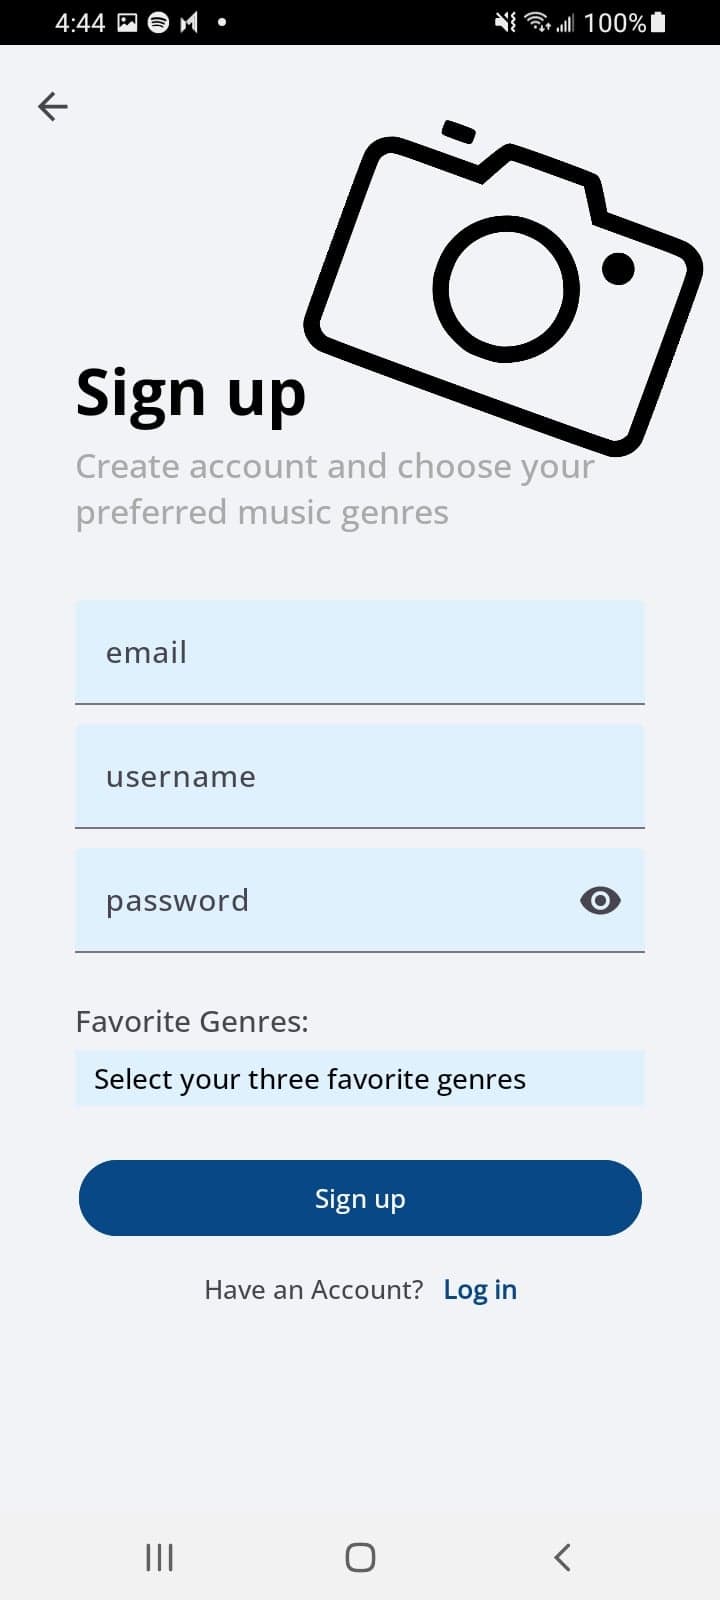 4:44
100%
Sign up
Create account and choose your
preferred music genres
email
username
password
Favorite Genres:
Select your three favorite genres
Sign up
Have an Account? Log in